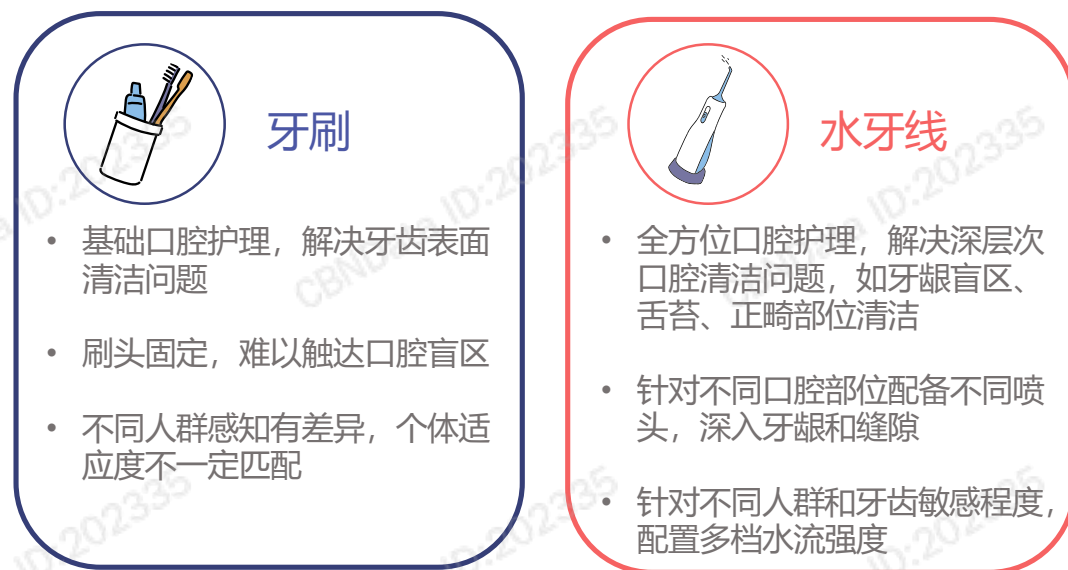 牙刷
• 基础口腔护理，解决牙齿表面
清洁问题
• 刷头固定，难以触达口腔盲区
• 不同人群感知有差异，个体适
应度不一定匹配
水牙线
• 全方位口腔护理，解决深层次
口腔清洁问题，如牙龈盲区、
舌苔、正畸部位清洁
• 针对不同口腔部位配备不同喷
头，深入牙龈和缝隙
• 针对不同人群和牙齿敏感程度，
配置多档水流强度
CBNData ID:202335